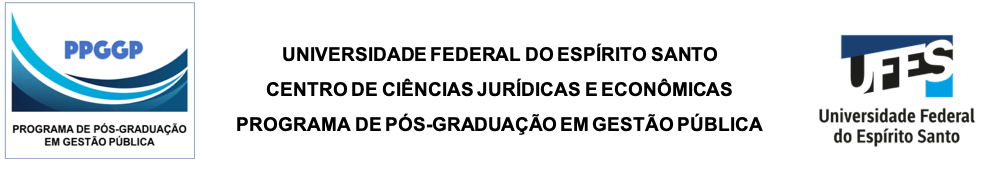 PPGGP
PROGRAMA DE PÓS-GRADUAÇÃO
EM GESTÃO PÚBLICA
UNIVERSIDADE FEDERAL DO ESPÍRITO SANTO
CENTRO DE CIÊNCIAS JURÍDICAS E ECONÔMICAS
PROGRAMA DE PÓS-GRADUAÇÃO EM GESTÃO PÚBLICA
UFES
Universidade Federal
do Espírito Santo